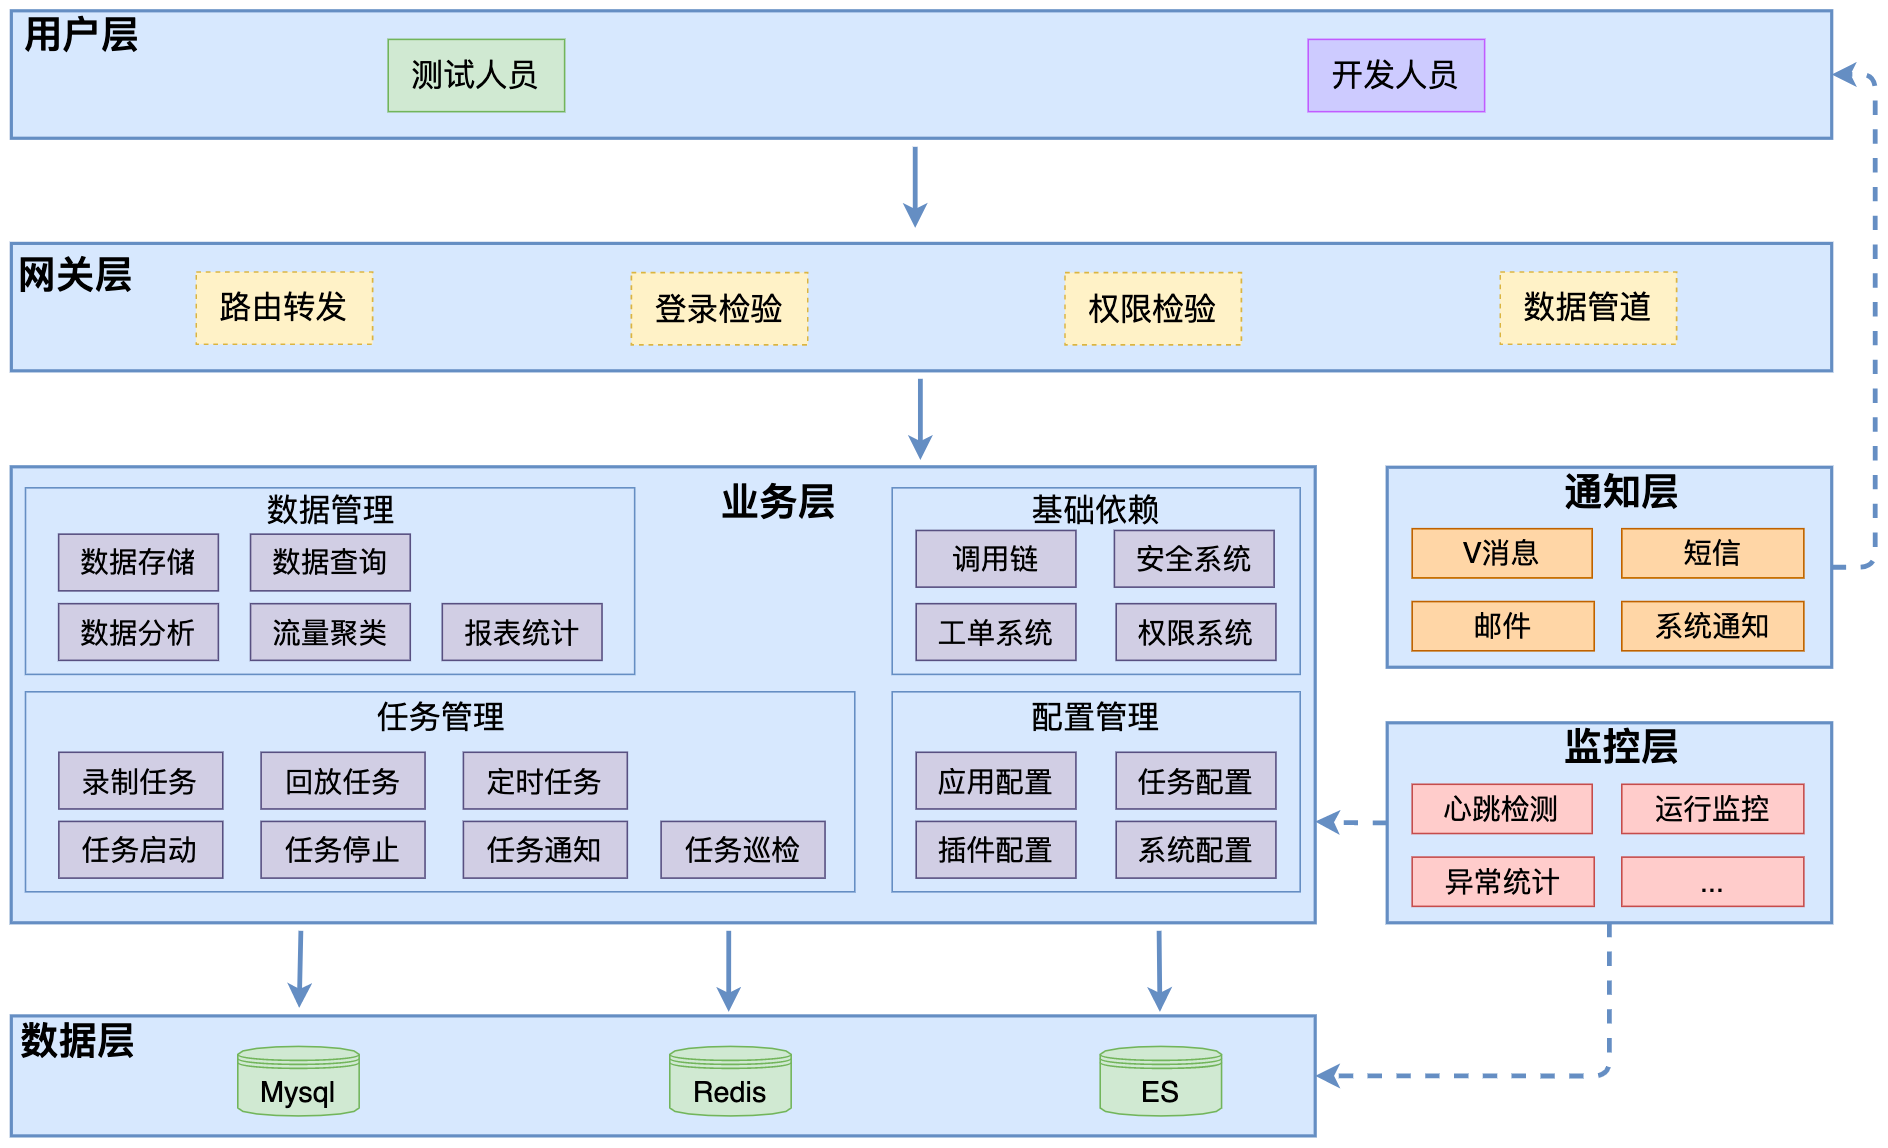 用户层
测试人员
开发人员
网关层
路由转发
登录检验
权限检验
数据管道
业务层
数据管理
数据存储
数据查询
数据分析
流量聚类
报表统计
基础依赖
调用链
安全系统
工单系统
权限系统
任务管理
录制任务
回放任务
定时任务
任务启动
任务停止
任务通知
任务巡检
配置管理
应用配置
任务配置
插件配置
系统配置
通知层
V消息
短信
邮件
系统通知
监控层
心跳检测
运行监控
异常统计
...
数据层
Mysql
Redis
ES